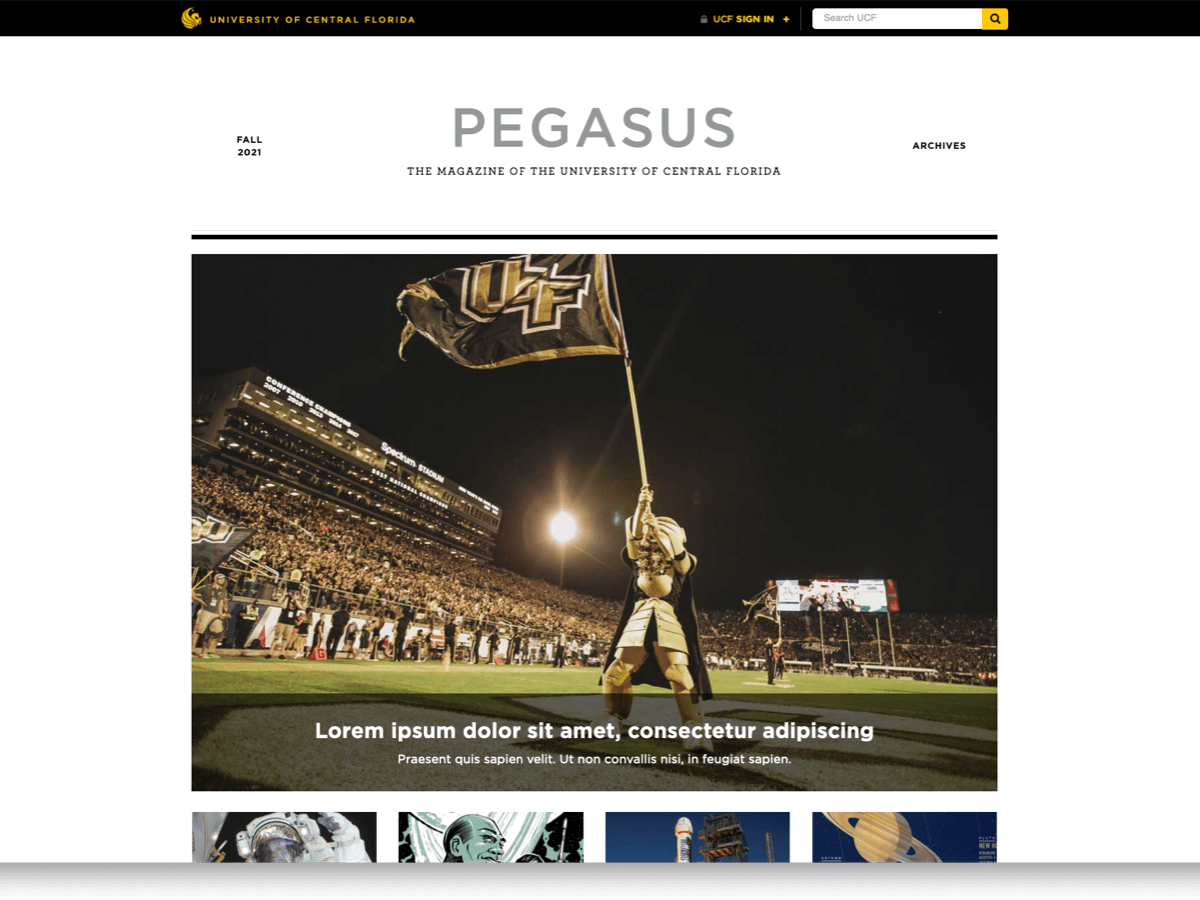 UNIVERSITY OF CENTRAL FLORIDA
UCF SIGN IN +
Search UCF
FALL
2021
PEGASUS
THE MAGAZINE OF THE UNIVERSITY OF CENTRAL FLORIDA
ARCHIVES
UCF
CONFERENCE CHAMPIONS
2007 2010 2013 2014 2017
Spectrum STADIUM
2017 NATIONAL CHAMPIONS
G
Lorem ipsum dolor sit amet, consectetur adipiscing
Praesent quis sapien velit. Ut non convallis nisi, in feugiat sapien.